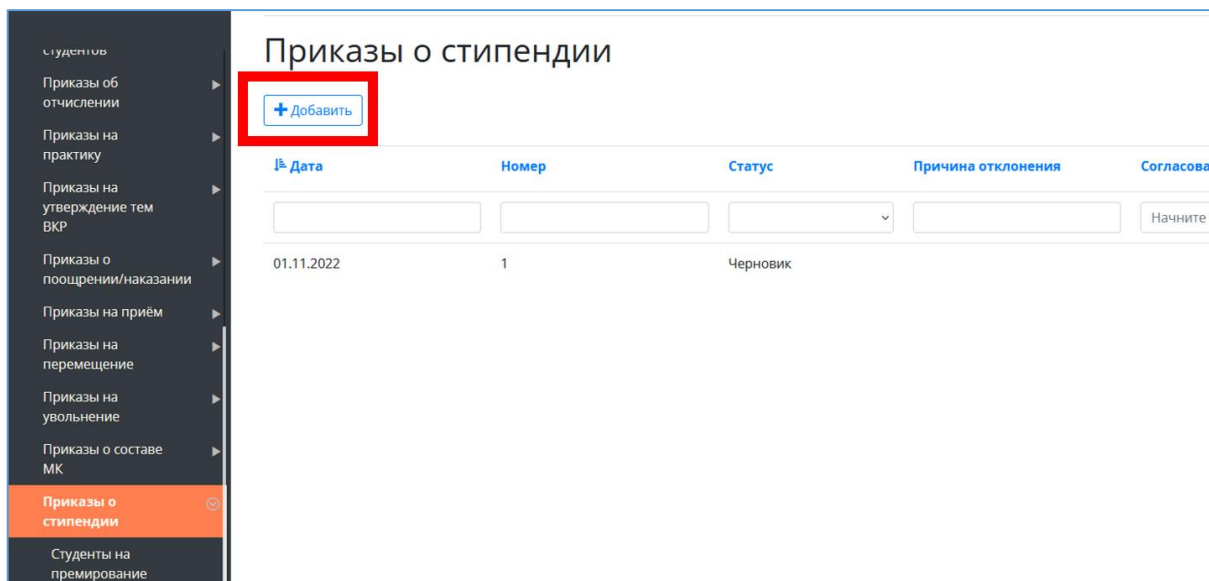 студентов
Приказы об
отчислении
Приказы на
практику
Приказы на
утверждение тем
ВКР
Приказы о
поощрении/наказании
Приказы на приём
Приказы на
перемещение
Приказы на
увольнение
Приказы о составе
МК
Приказы о
стипендии
Студенты на
премирование
Приказы о стипендии
Добавить
Дата Номер Статус Причина отклонения Согласова
Начните
01.11.2022 1 Черновик